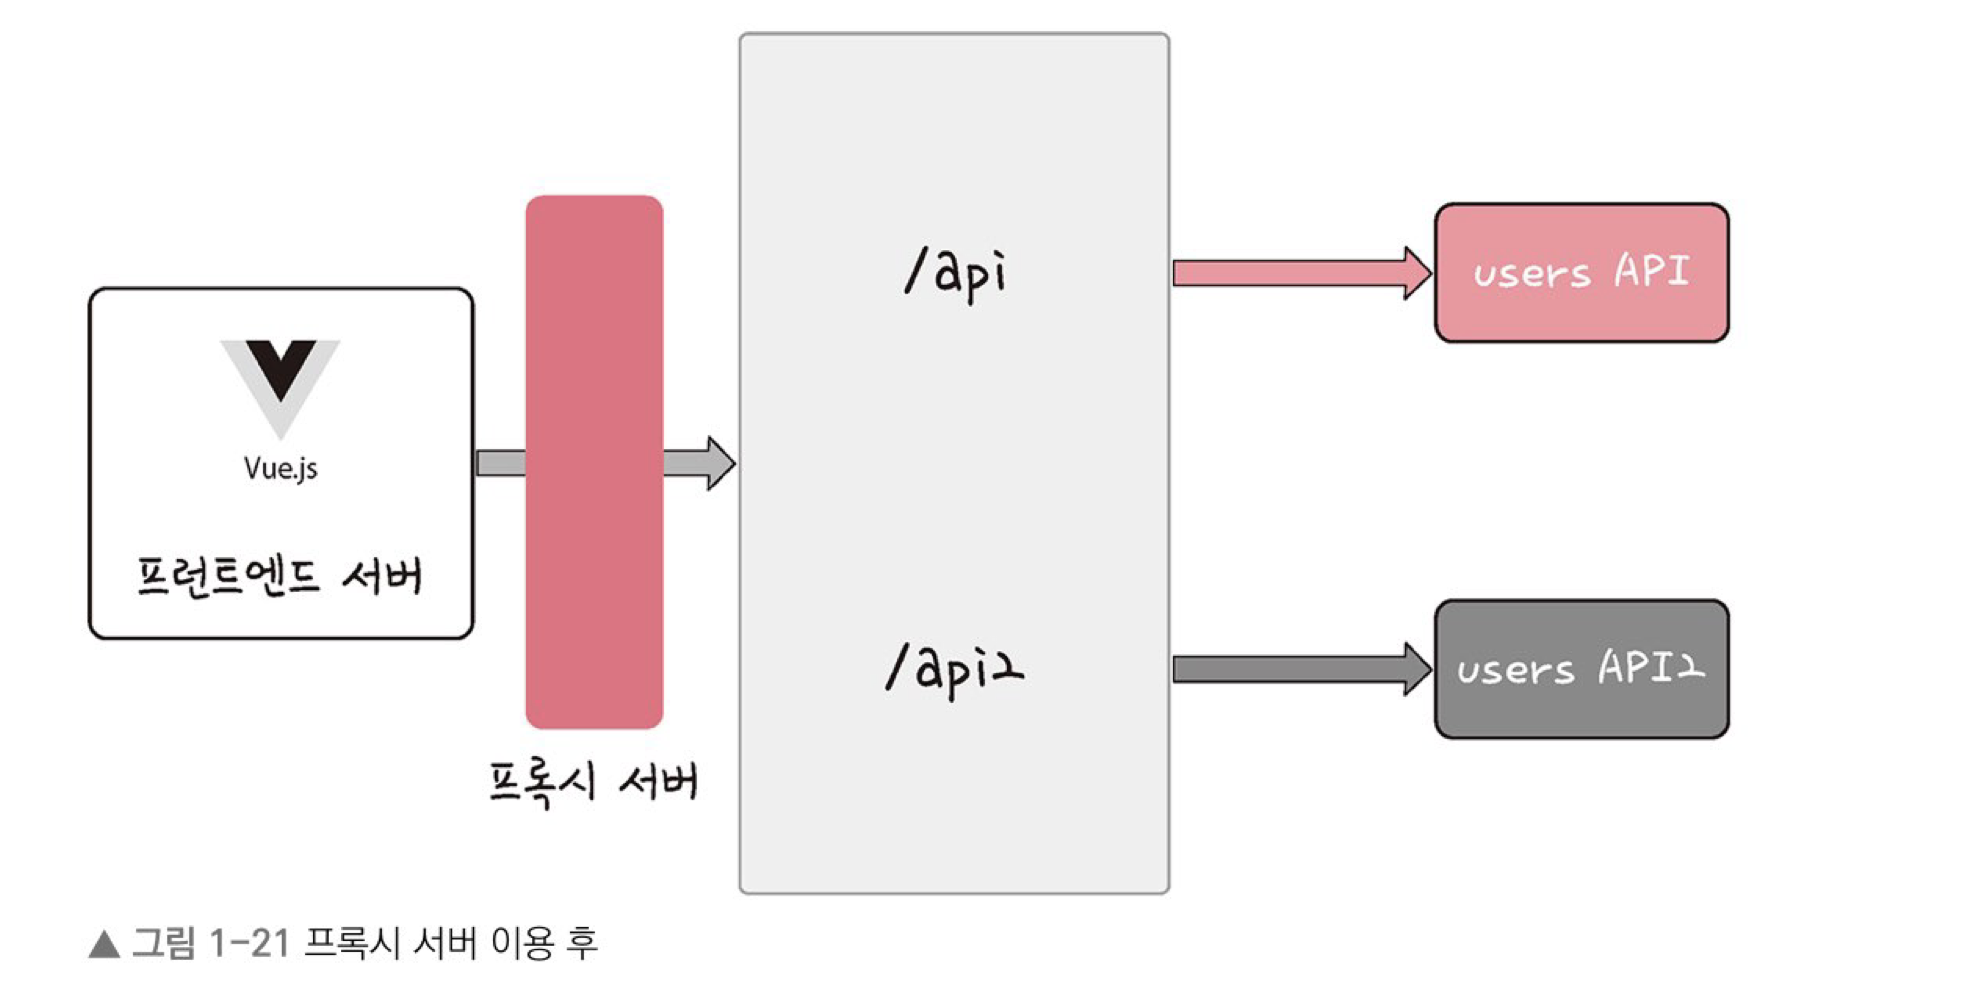 /api
users API
Vue.js
프런트엔드 서버
/api2
users API2
프록시 서버
▲ 그림 1-21 프록시 서버 이용 후